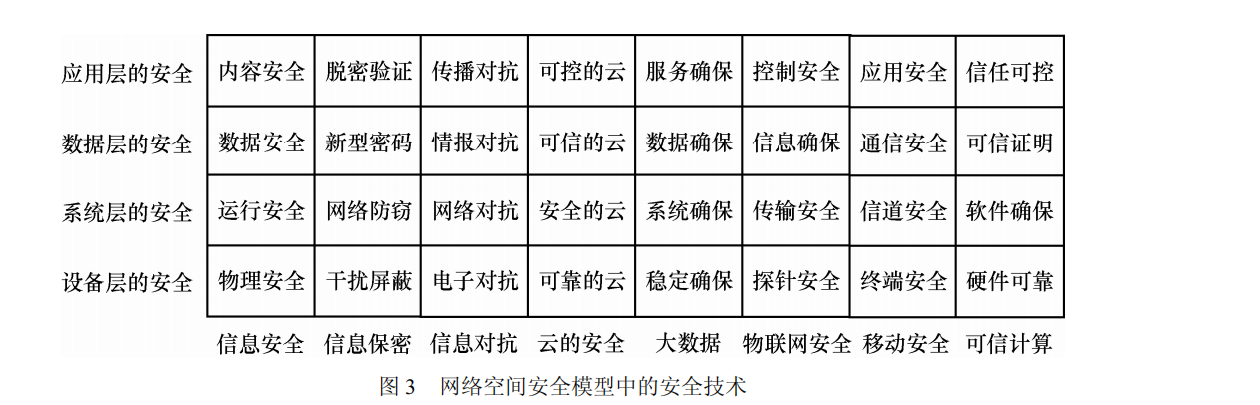 应用层的安全 内容安全 脱密验证 传播对抗 可控的云 服务确保 控制安全 应用安全 信任可控
数据层的安全 数据安全 新型密码 情报对抗 可信的云 数据确保 信息确保 通信安全 可信证明
系统层的安全 运行安全 网络防窃 网络对抗 安全的云 系统确保 传输安全 信道安全 软件确保
设备层的安全 物理安全 干扰屏蔽 电子对抗 可靠的云 稳定确保 探针安全 终端安全 硬件可靠
信息安全 信息保密 信息对抗 云的安全 大数据 物联网安全 移动安全 可信计算
图 3 网络空间安全模型中的安全技术